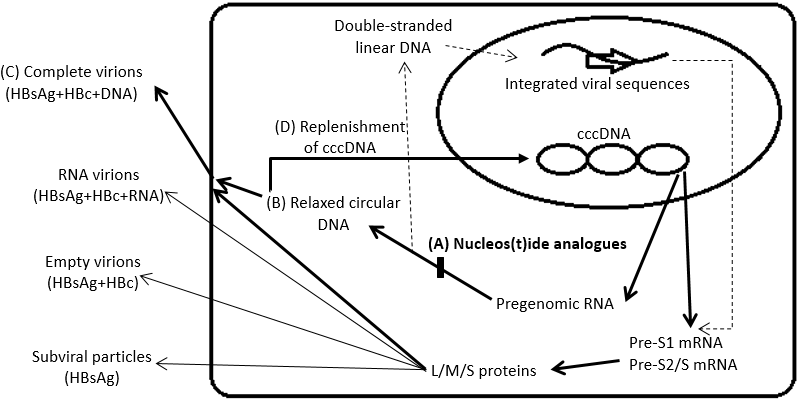 Double-stranded
linear DNA
Integrated viral sequences
(C) Complete virions
(HBsAg+HBc+DNA)
(D) Replenishment
of cccDNA
cccDNA
RNA virions
(HBsAg+HBc+RNA)
(B) Relaxed circular
DNA
(A) Nucleos(t)ide analogues
Empty virions
(HBsAg+HBc)
Pregenomic RNA
Pre-S1 mRNA
Pre-S2/S mRNA
Subviral particles
(HBsAg)
L/M/S proteins